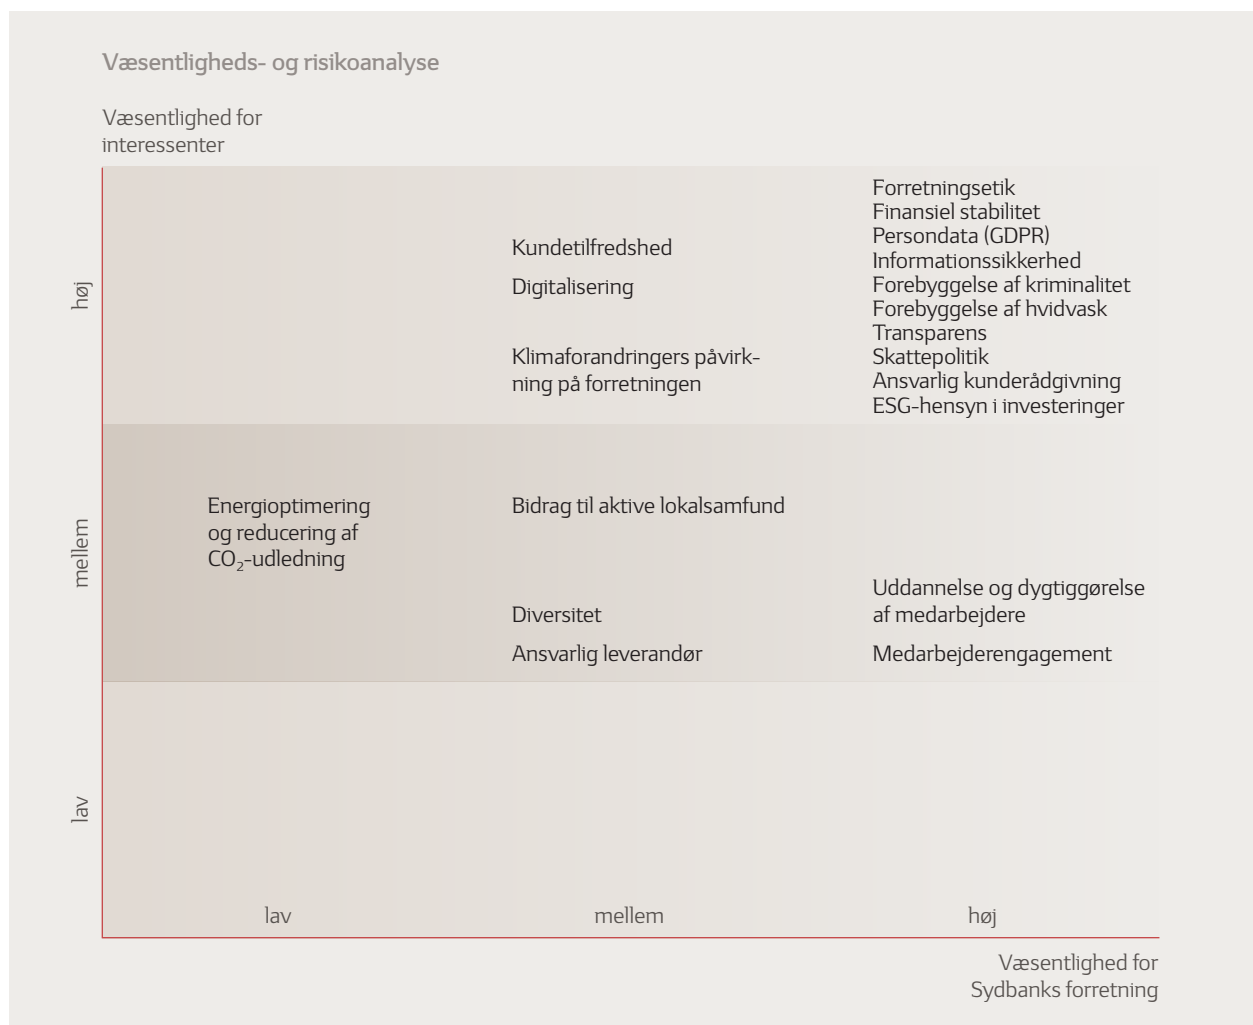 Væsentligheds- og risikoanalyse
Væsentlighed for
interessenter
høj
Kundetilfredshed
Digitalisering
Klimaforandringers påvirk-
ning på forretningen
Forretningsetik
Finansiel stabilitet
Persondata (GDPR)
Informationssikkerhed
Forebyggelse af kriminalitet
Forebyggelse af hvidvask
Transparens
Skattepolitik
Ansvarlig kunderådgivning
ESG-hensyn i investeringer
mellem
Energioptimering
og reducering af
CO₂-udledning
Bidrag til aktive lokalsamfund
Diversitet
Ansvarlig leverandør
Uddannelse og dygtiggørelse
af medarbejdere
Medarbejderengagement
lav
lav
mellem
høj
Væsentlighed for
Sydbanks forretning